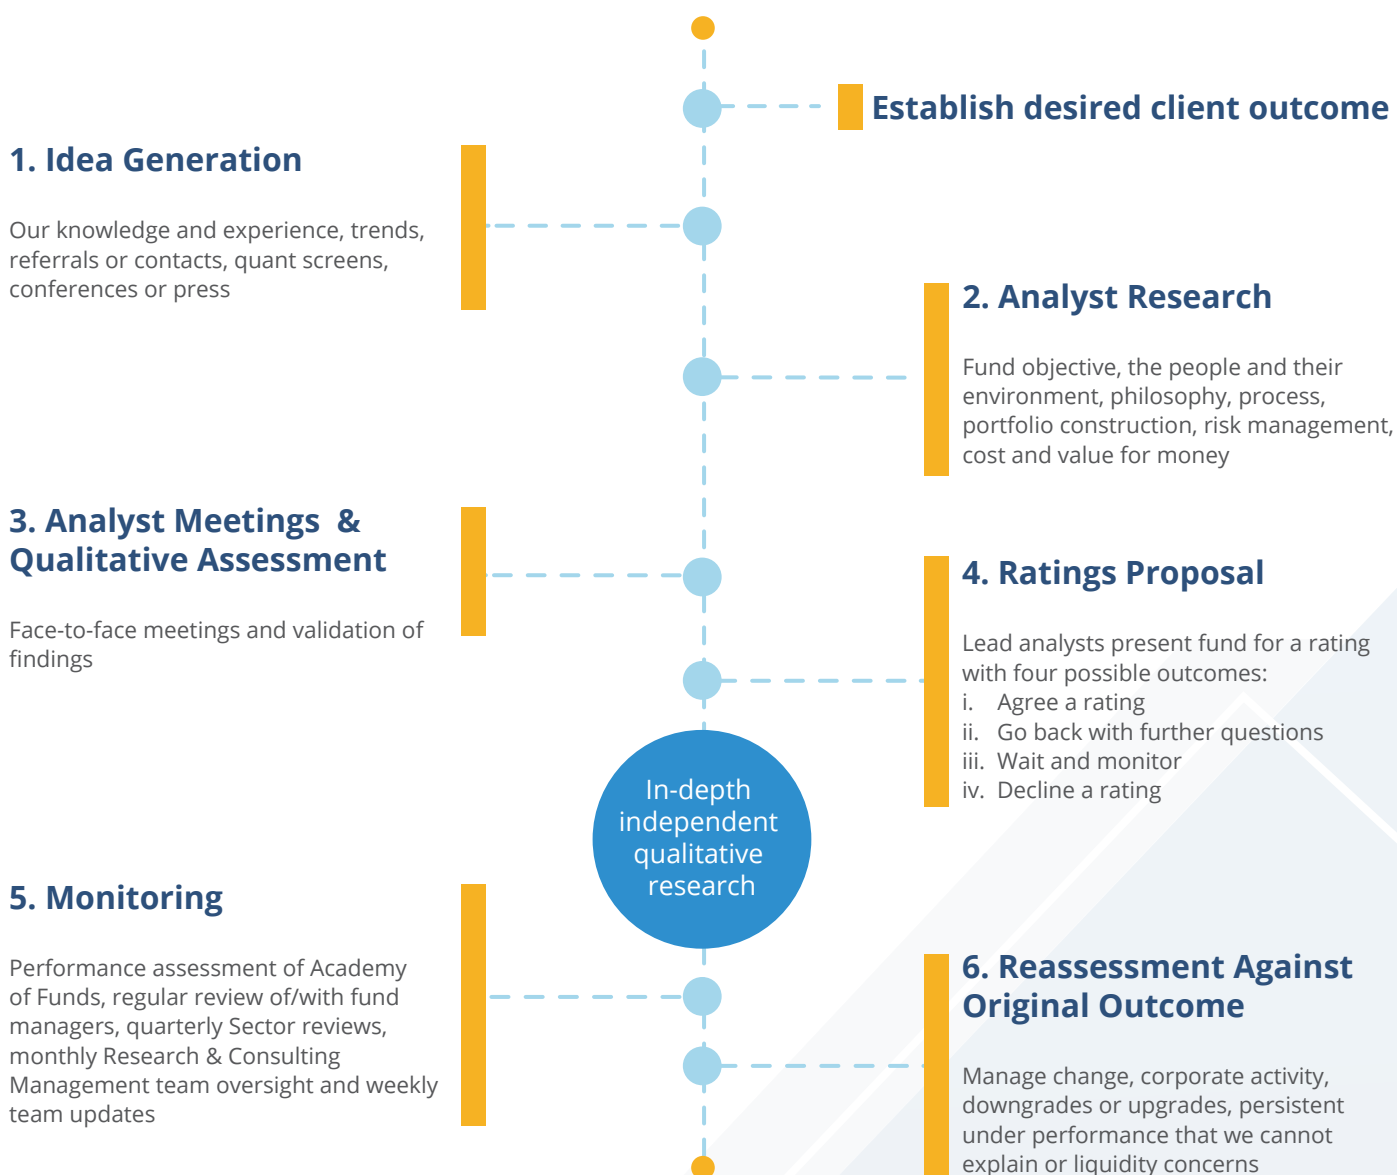 Establish desired client outcome
1. Idea Generation
Our knowledge and experience, trends,
referrals or contacts, quant screens,
conferences or press
2. Analyst Research
Fund objective, the people and their
environment, philosophy, process,
portfolio construction, risk management,
cost and value for money
3. Analyst Meetings &
Qualitative Assessment
Face-to-face meetings and validation of
findings
4. Ratings Proposal
Lead analysts present fund for a rating
with four possible outcomes:
i. Agree a rating
ii. Go back with further questions
iii. Wait and monitor
iv. Decline a rating
In-depth
independent
qualitative
research
5. Monitoring
Performance assessment of Academy
of Funds, regular review of/with fund
managers, quarterly Sector reviews,
monthly Research & Consulting
Management team oversight and weekly
team updates
6. Reassessment Against
Original Outcome
Manage change, corporate activity,
downgrades or upgrades, persistent
under performance that we cannot
explain or liquidity concerns